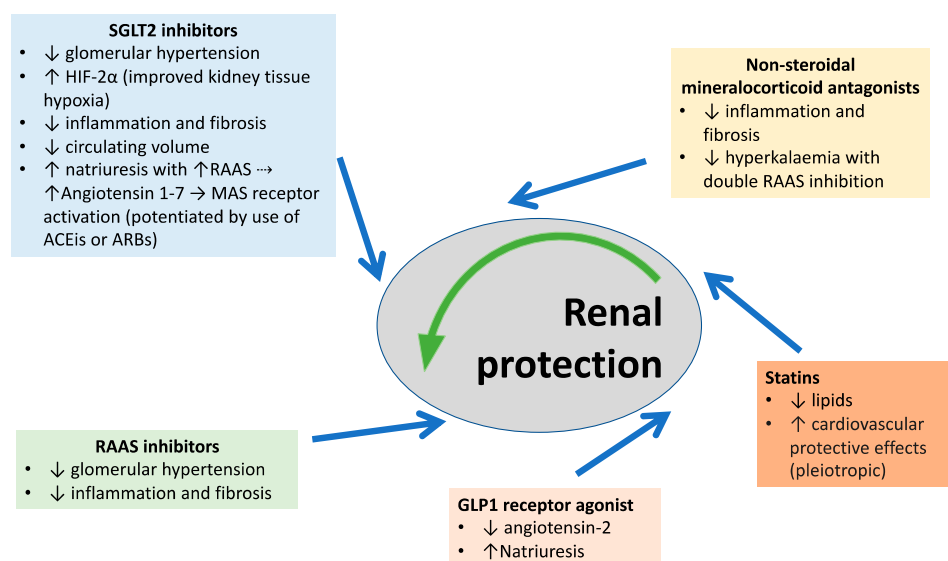 SGLT2 inhibitors
• ↓ glomerular hypertension
• ↑ HIF-2α (improved kidney tissue
hypoxia)
• ↓ inflammation and fibrosis
• ↓ circulating volume
• ↑ natriuresis with ↑RAAS ⇢
↑Angiotensin 1-7 → MAS receptor
activation (potentiated by use of
ACEis or ARBs)
Non-steroidal
mineralocorticoid antagonists
• ↓ inflammation and
fibrosis
• ↓ hyperkalaemia with
double RAAS inhibition
Renal
protection
Statins
• ↓ lipids
• ↑ cardiovascular
protective effects
(pleiotropic)
RAAS inhibitors
• ↓ glomerular hypertension
• ↓ inflammation and fibrosis
GLP1 receptor agonist
• ↓ angiotensin-2
• ↑Natriuresis